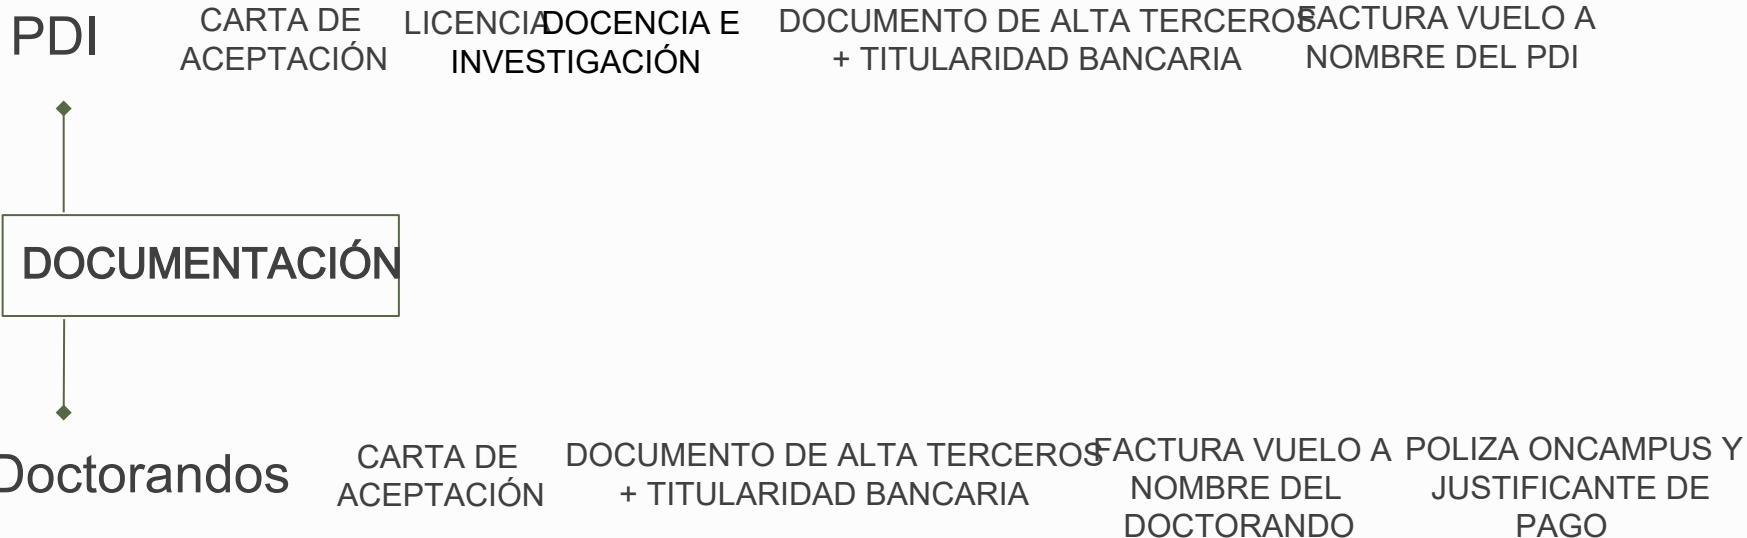 PDI
CARTA DE
ACEPTACIÓN
LICENCIA DOCENCIA E
INVESTIGACIÓN
DOCUMENTO DE ALTA TERCEROS
+ TITULARIDAD BANCARIA
FACTURA VUELO A
NOMBRE DEL PDI
DOCUMENTACIÓN
Doctorandos
CARTA DE
ACEPTACIÓN
DOCUMENTO DE ALTA TERCEROS
+ TITULARIDAD BANCARIA
FACTURA VUELO A
NOMBRE DEL
DOCTORANDO
POLIZA ONCAMPUS Y
JUSTIFICANTE DE
PAGO